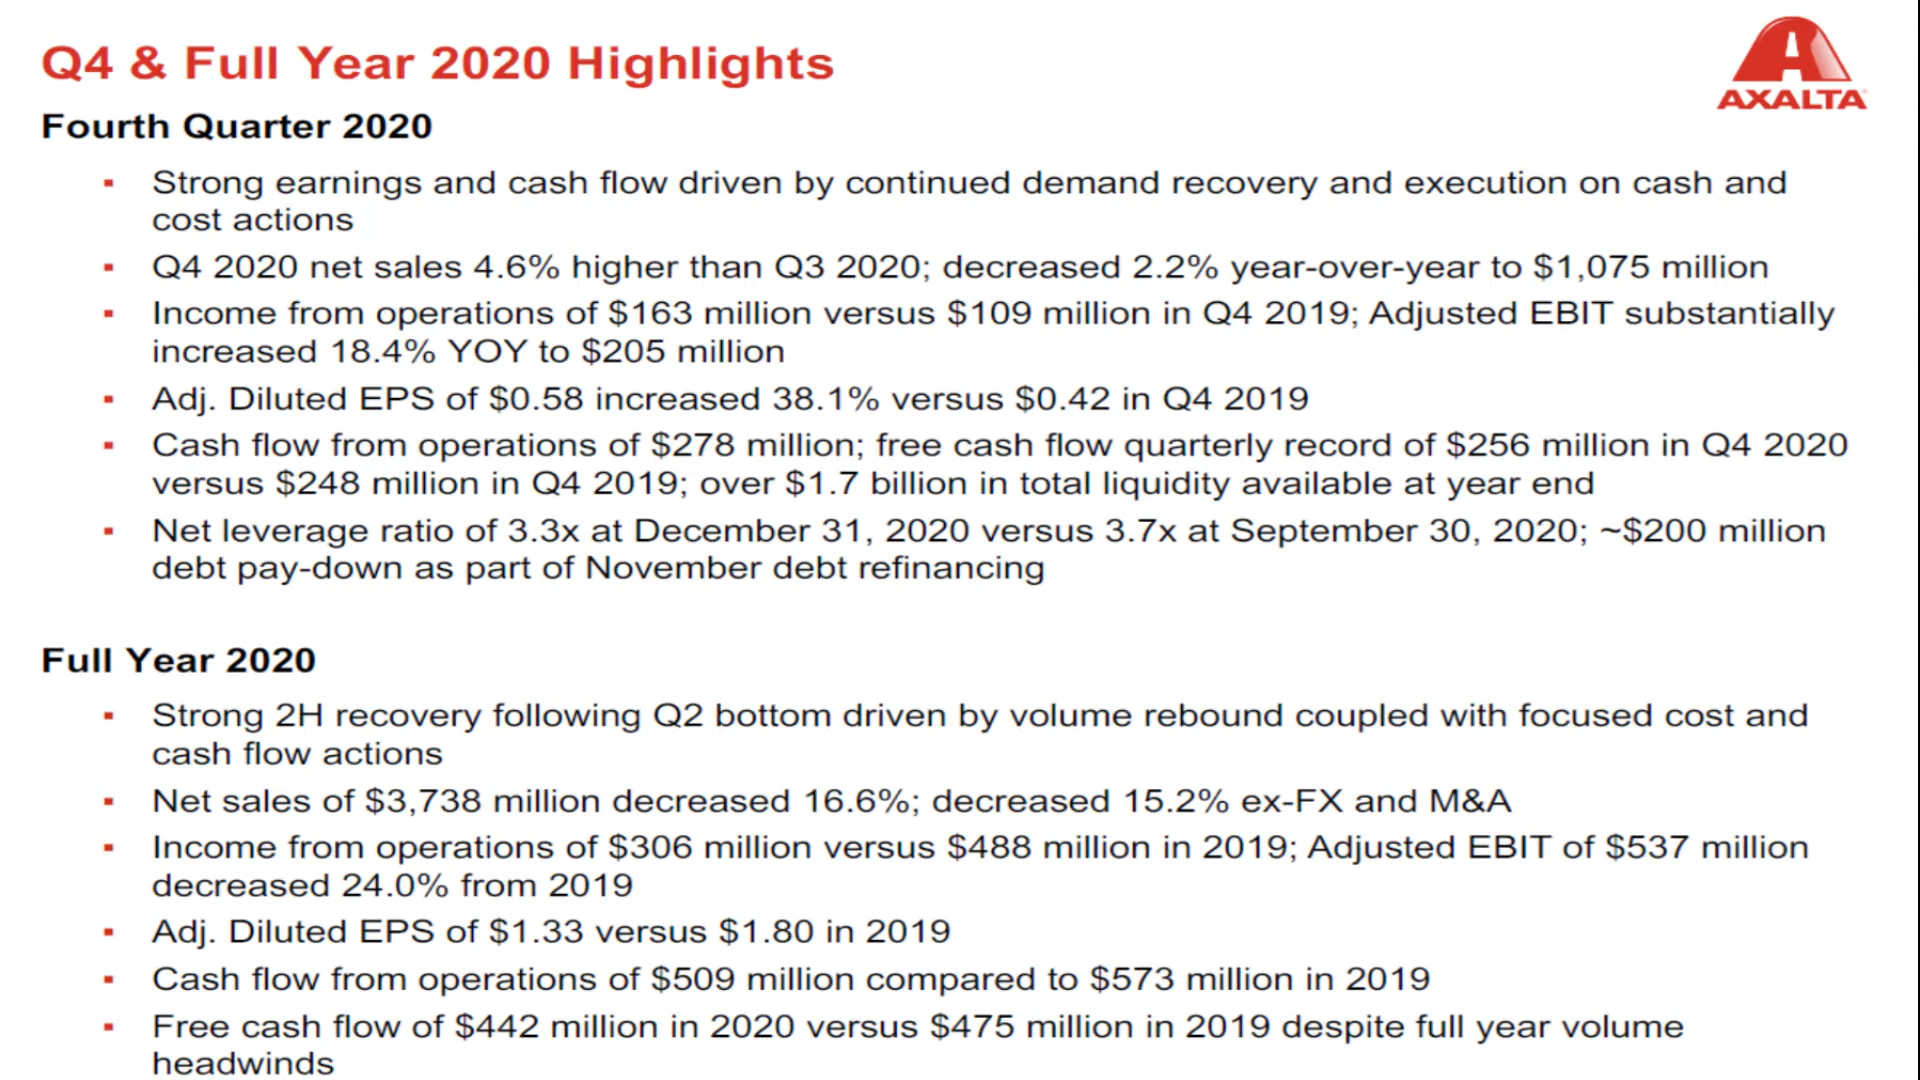 Q4 & Full Year 2020 Highlights
AXALTA
Fourth Quarter 2020
▪ Strong earnings and cash flow driven by continued demand recovery and execution on cash and
cost actions
▪ Q4 2020 net sales 4.6% higher than Q3 2020; decreased 2.2% year-over-year to $1,075 million
▪ Income from operations of $163 million versus $109 million in Q4 2019; Adjusted EBIT substantially
increased 18.4% YOY to $205 million
▪ Adj. Diluted EPS of $0.58 increased 38.1% versus $0.42 in Q4 2019
▪ Cash flow from operations of $278 million; free cash flow quarterly record of $256 million in Q4 2020
versus $248 million in Q4 2019; over $1.7 billion in total liquidity available at year end
▪ Net leverage ratio of 3.3x at December 31, 2020 versus 3.7x at September 30, 2020; ~$200 million
debt pay-down as part of November debt refinancing
Full Year 2020
▪ Strong 2H recovery following Q2 bottom driven by volume rebound coupled with focused cost and
cash flow actions
▪ Net sales of $3,738 million decreased 16.6%; decreased 15.2% ex-FX and M&A
▪ Income from operations of $306 million versus $488 million in 2019; Adjusted EBIT of $537 million
decreased 24.0% from 2019
▪ Adj. Diluted EPS of $1.33 versus $1.80 in 2019
▪ Cash flow from operations of $509 million compared to $573 million in 2019
▪ Free cash flow of $442 million in 2020 versus $475 million in 2019 despite full year volume
headwinds